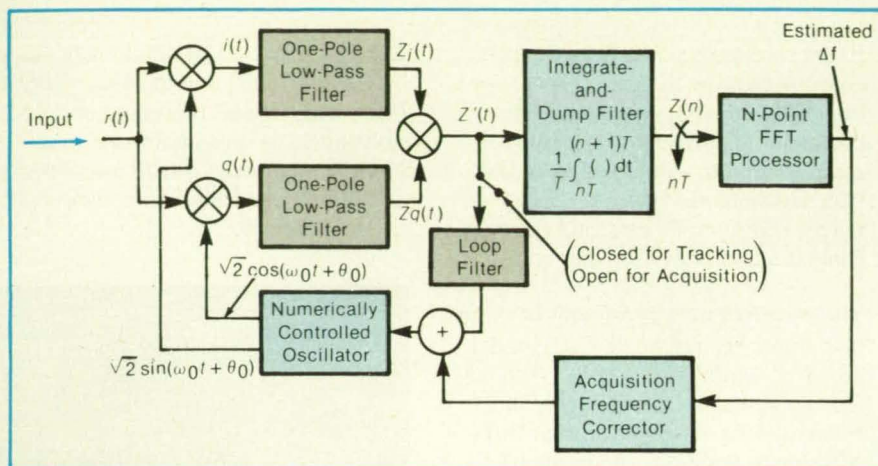 Estimated
Δf
Input
r(t)
i(t)
One-Pole
Low-Pass
Filter
Zj(t)
q(t)
One-Pole
Low-Pass
Filter
Zq(t)
Z'(t)
Integrate-
and-
Dump Filter
(n + 1)T
1/T ∫ ( ) dt
nT
Z(n)
nT
N-Point
FFT
Processor
Loop
Filter
(Closed for Tracking
Open for Acquisition)
√2 cos(ω0t + θ0)
Numerically
Controlled
Oscillator
√2 sin(ω0t + θ0)
+
Acquisition
Frequency
Corrector